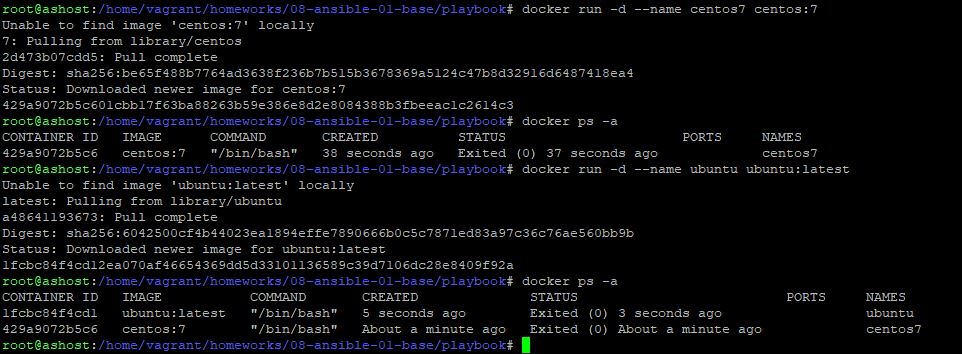 root@ashost:/home/vagrant/homeworks/08-ansible-01-base/playbook# docker run -d --name centos7 centos:7
Unable to find image 'centos:7' locally
7: Pulling from library/centos
2d473b07cdd5: Pull complete
Digest: sha256:be65f488b7764ad3638f236b7b515b3678369a5124c47b8d32916d6487418ea4
Status: Downloaded newer image for centos:7
429a9072b5c601cbb17f63ba88263b59e386e8d2e8084388b3fbeeac1c2614c3
root@ashost:/home/vagrant/homeworks/08-ansible-01-base/playbook# docker ps -a
CONTAINER ID   IMAGE      COMMAND       CREATED          STATUS                      PORTS     NAMES
429a9072b5c6   centos:7   "/bin/bash"   38 seconds ago   Exited (0) 37 seconds ago             centos7
root@ashost:/home/vagrant/homeworks/08-ansible-01-base/playbook# docker run -d --name ubuntu ubuntu:latest
Unable to find image 'ubuntu:latest' locally
latest: Pulling from library/ubuntu
a48641193673: Pull complete
Digest: sha256:6042500cf4b44023ea1894effe7890666b0c5c7871ed83a97c36c76ae560bb9b
Status: Downloaded newer image for ubuntu:latest
1fcbc84f4cd12ea070af46654369dd5d33101136589c39d7106dc28e8409f92a
root@ashost:/home/vagrant/homeworks/08-ansible-01-base/playbook# docker ps -a
CONTAINER ID   IMAGE           COMMAND       CREATED              STATUS                          PORTS     NAMES
1fcbc84f4cd1   ubuntu:latest   "/bin/bash"   5 seconds ago        Exited (0) 3 seconds ago                  ubuntu
429a9072b5c6   centos:7        "/bin/bash"   About a minute ago   Exited (0) About a minute ago             centos7
root@ashost:/home/vagrant/homeworks/08-ansible-01-base/playbook#